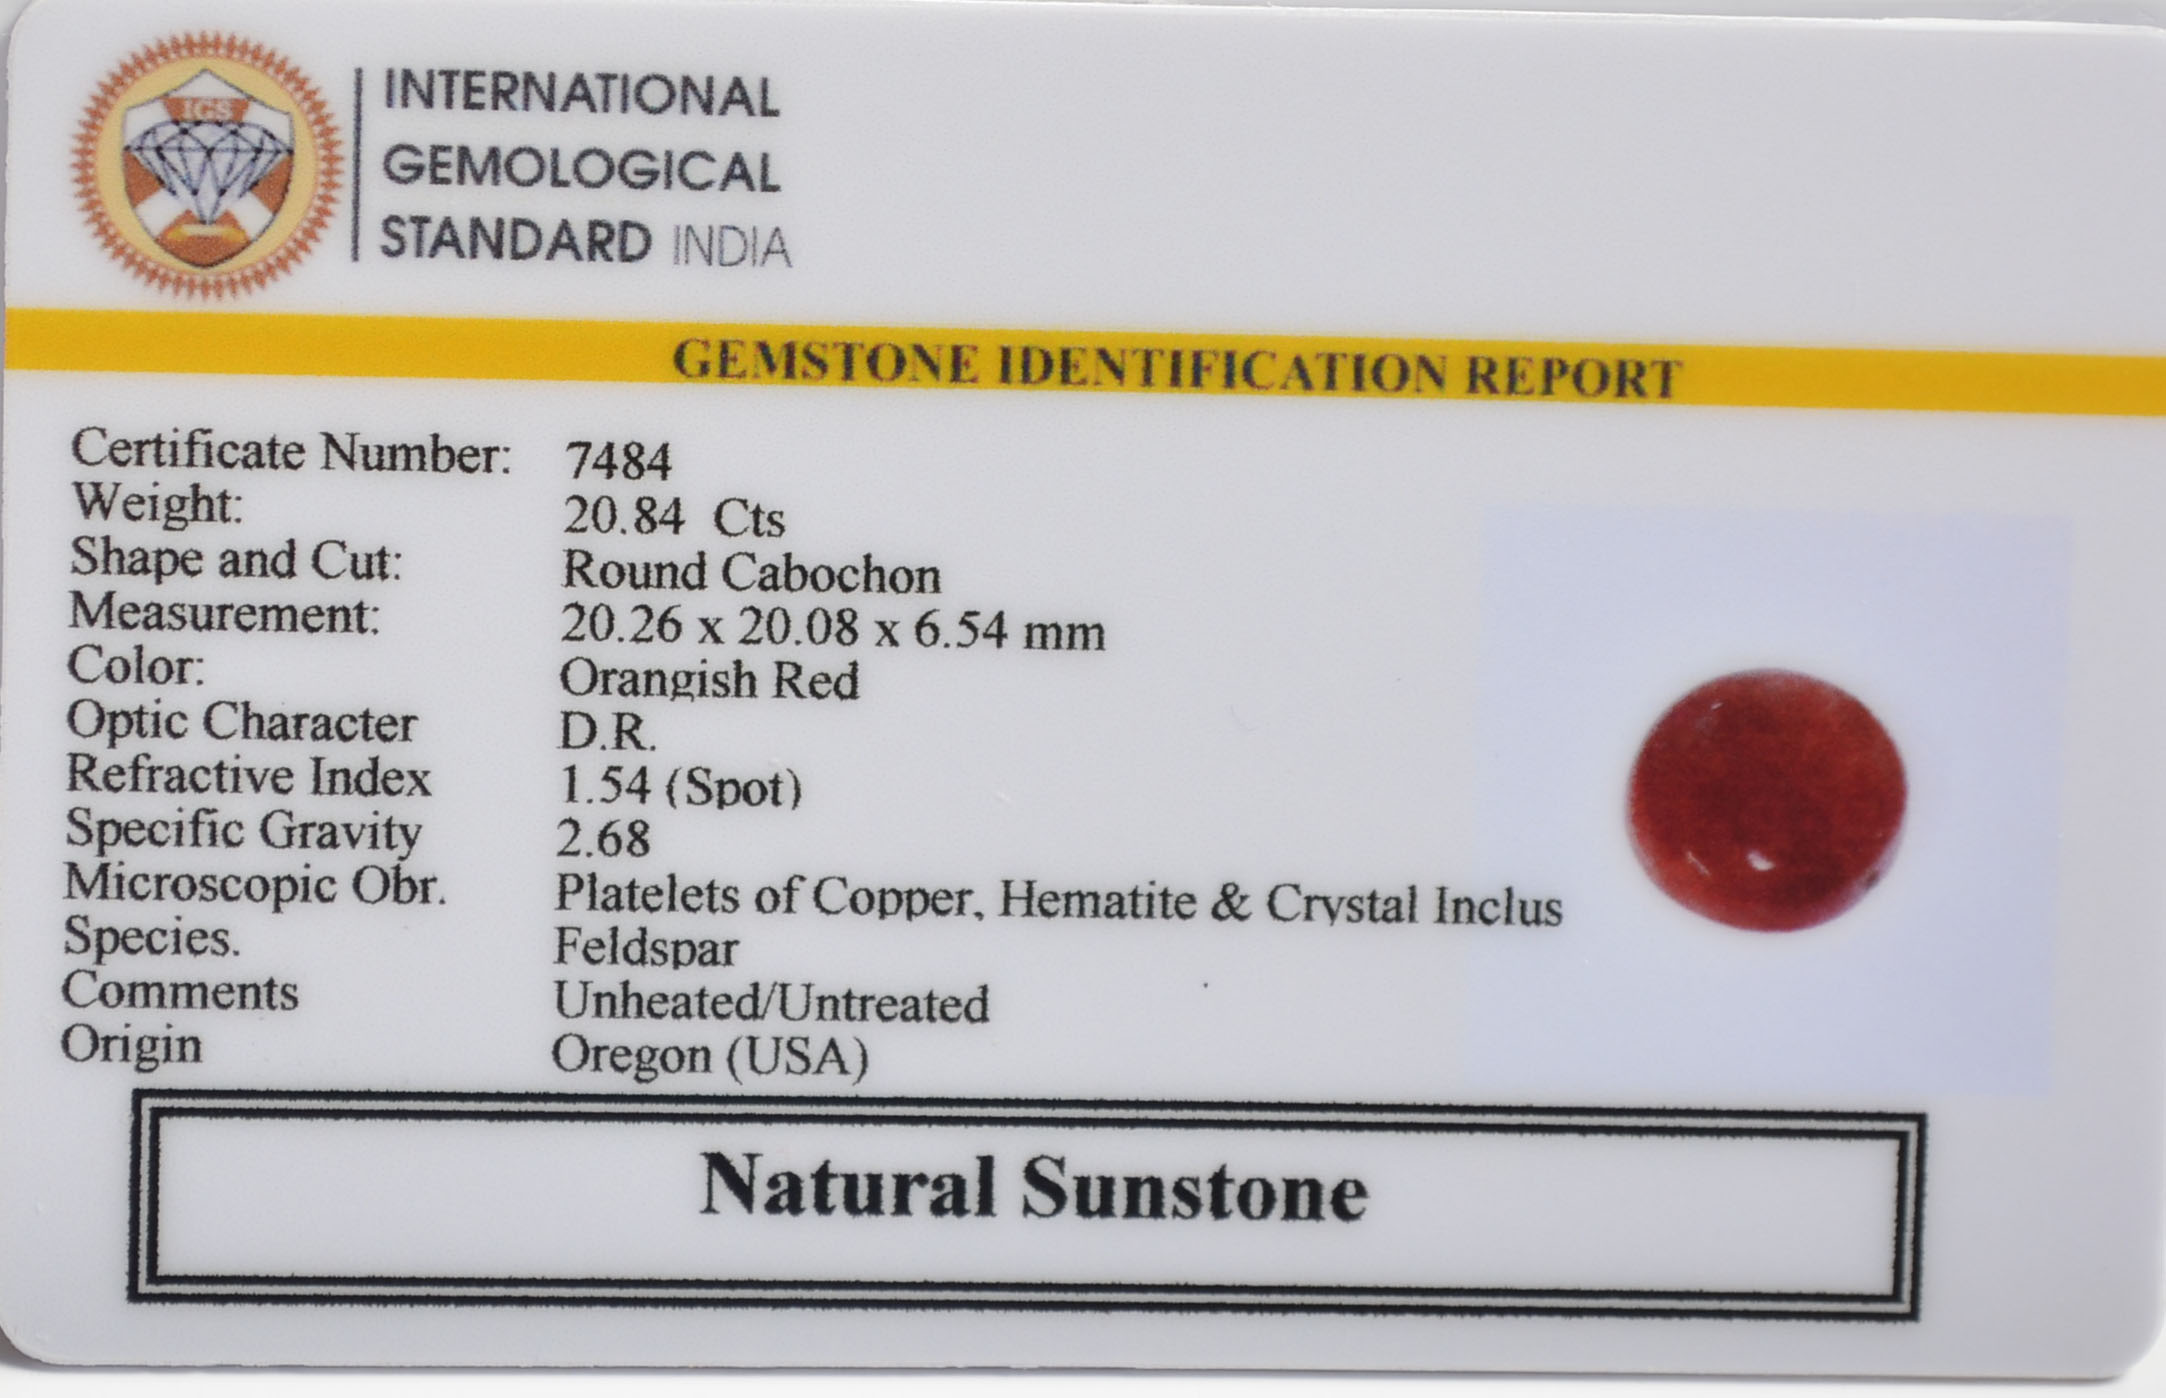 IGS
INTERNATIONAL
GEMOLOGICAL
STANDARD INDIA
GEMSTONE IDENTIFICATION REPORT
Certificate Number: 7484
Weight: 20.84 Cts
Shape and Cut: Round Cabochon
Measurement: 20.26 x 20.08 x 6.54 mm
Color: Orangish Red
Optic Character D.R.
Refractive Index 1.54 (Spot)
Specific Gravity 2.68
Microscopic Obr. Platelets of Copper, Hematite & Crystal Inclus
Species. Feldspar
Comments Unheated/Untreated
Origin Oregon (USA)
Natural Sunstone